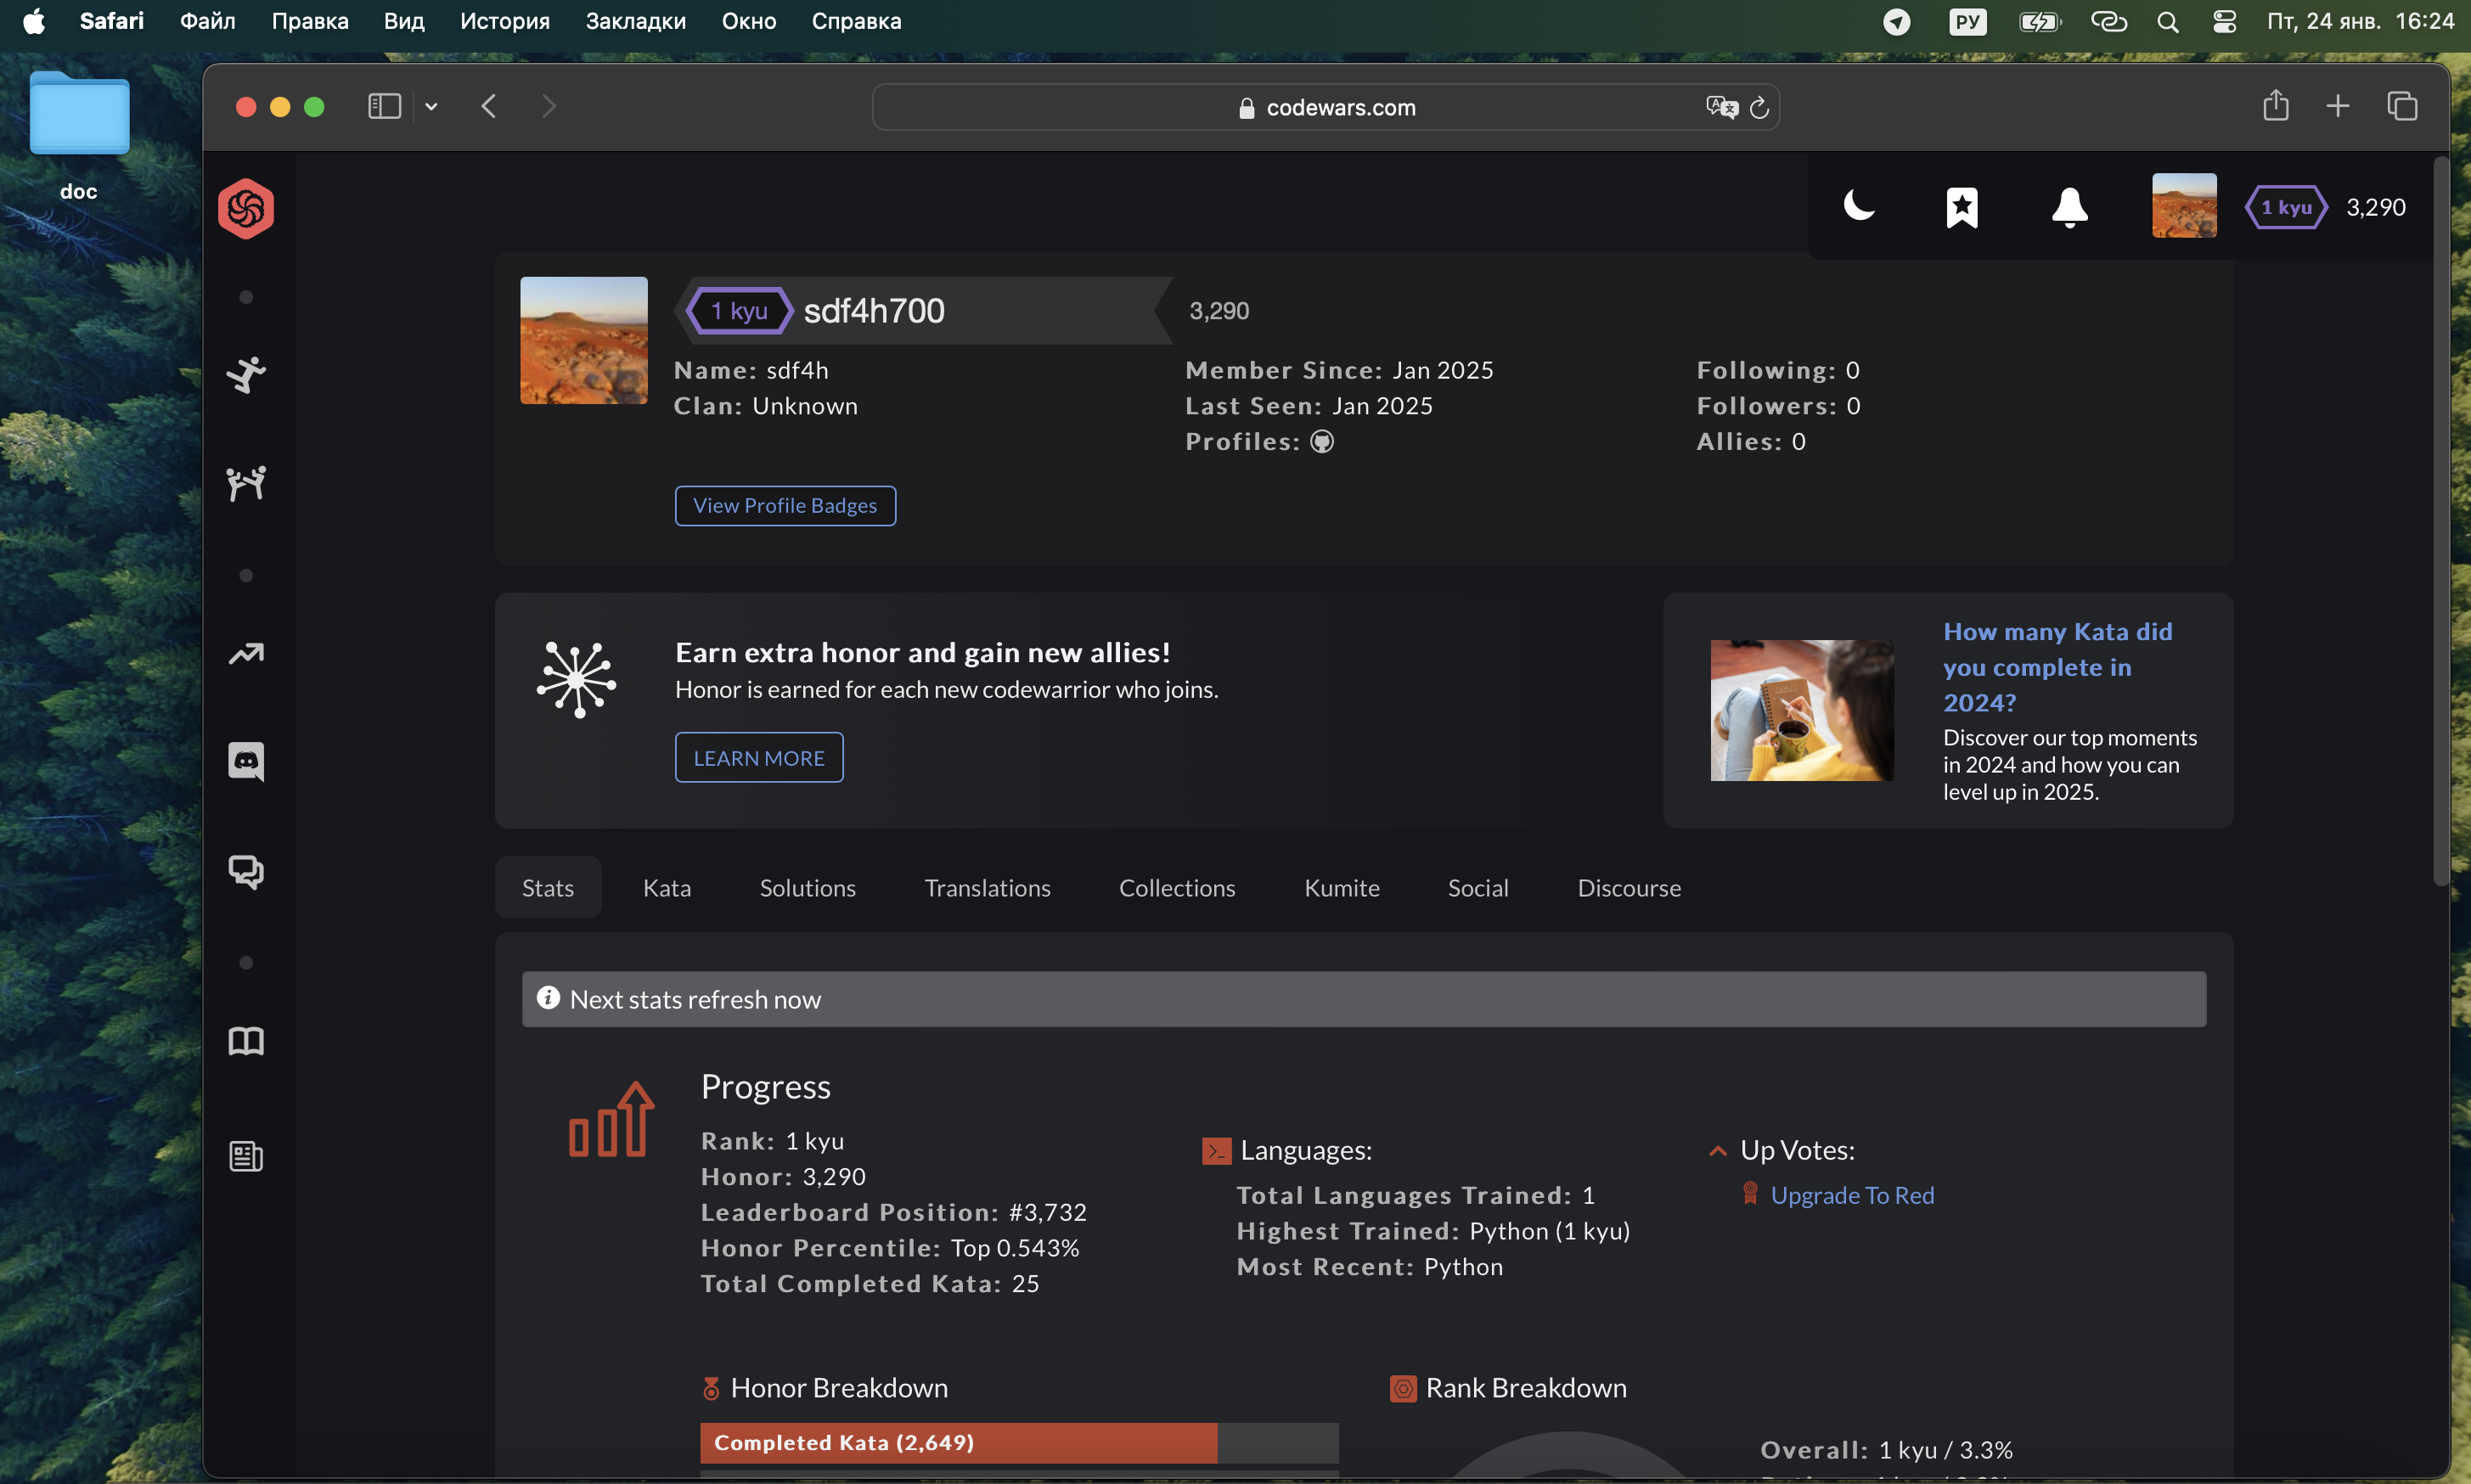 Safari Файл Правка Вид История Закладки Окно Справка РУ Пт, 24 янв. 16:24
doc
codewars.com
1 kyu 3,290
1 kyu sdf4h700 3,290
Name: sdf4h Member Since: Jan 2025 Following: 0
Clan: Unknown Last Seen: Jan 2025 Followers: 0
Profiles: Allies: 0
View Profile Badges
Earn extra honor and gain new allies!
Honor is earned for each new codewarrior who joins.
LEARN MORE
How many Kata did
you complete in
2024?
Discover our top moments
in 2024 and how you can
level up in 2025.
Stats Kata Solutions Translations Collections Kumite Social Discourse
Next stats refresh now
Progress
Rank: 1 kyu
Honor: 3,290
Leaderboard Position: #3,732
Honor Percentile: Top 0.543%
Total Completed Kata: 25
Languages:
Total Languages Trained: 1
Highest Trained: Python (1 kyu)
Most Recent: Python
Up Votes:
Upgrade To Red
Honor Breakdown
Completed Kata (2,649)
Rank Breakdown
Overall: 1 kyu / 3.3%